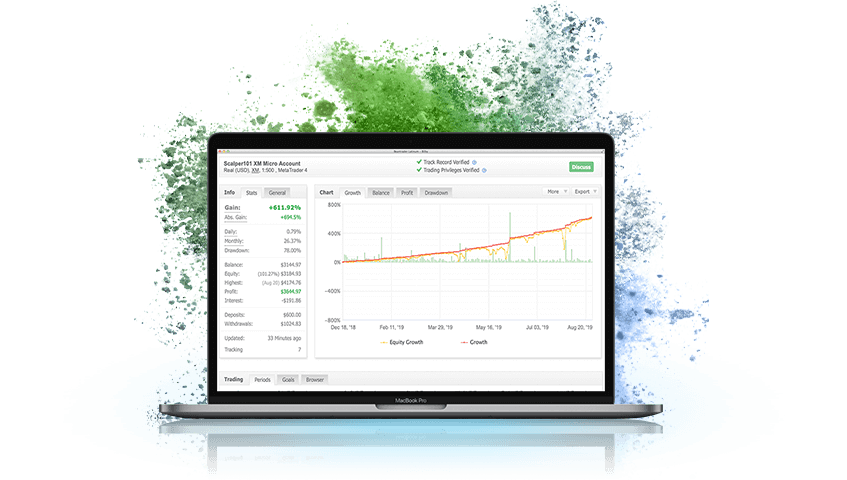 Scalper101 XM Micro Account
Real (USD), XM, 1:500 , MetaTrader 4
Track Record Verified
Trading Privileges Verified
Discuss
Info Stats General
Gain: +611.92%
Abs. Gain: +694.5%
Daily: 0.79%
Monthly: 26.37%
Drawdown: 78.00%
Balance: $3144.97
Equity: (101.27%) $3184.93
Highest: (Aug 20) $4174.76
Profit: $3644.97
Interest: -$191.86
Deposits: $600.00
Withdrawals: $1024.83
Updated: 33 Minutes ago
Tracking 7
Chart Growth Balance Profit Drawdown More Export
800%
400%
0%
-400%
-800%
Dec 18, '18 Feb 11, '19 Mar 29, '19 May 16, '19 Jul 03, '19 Aug 20, '19
Equity Growth Growth
Trading Periods Goals Browser
MacBook Pro